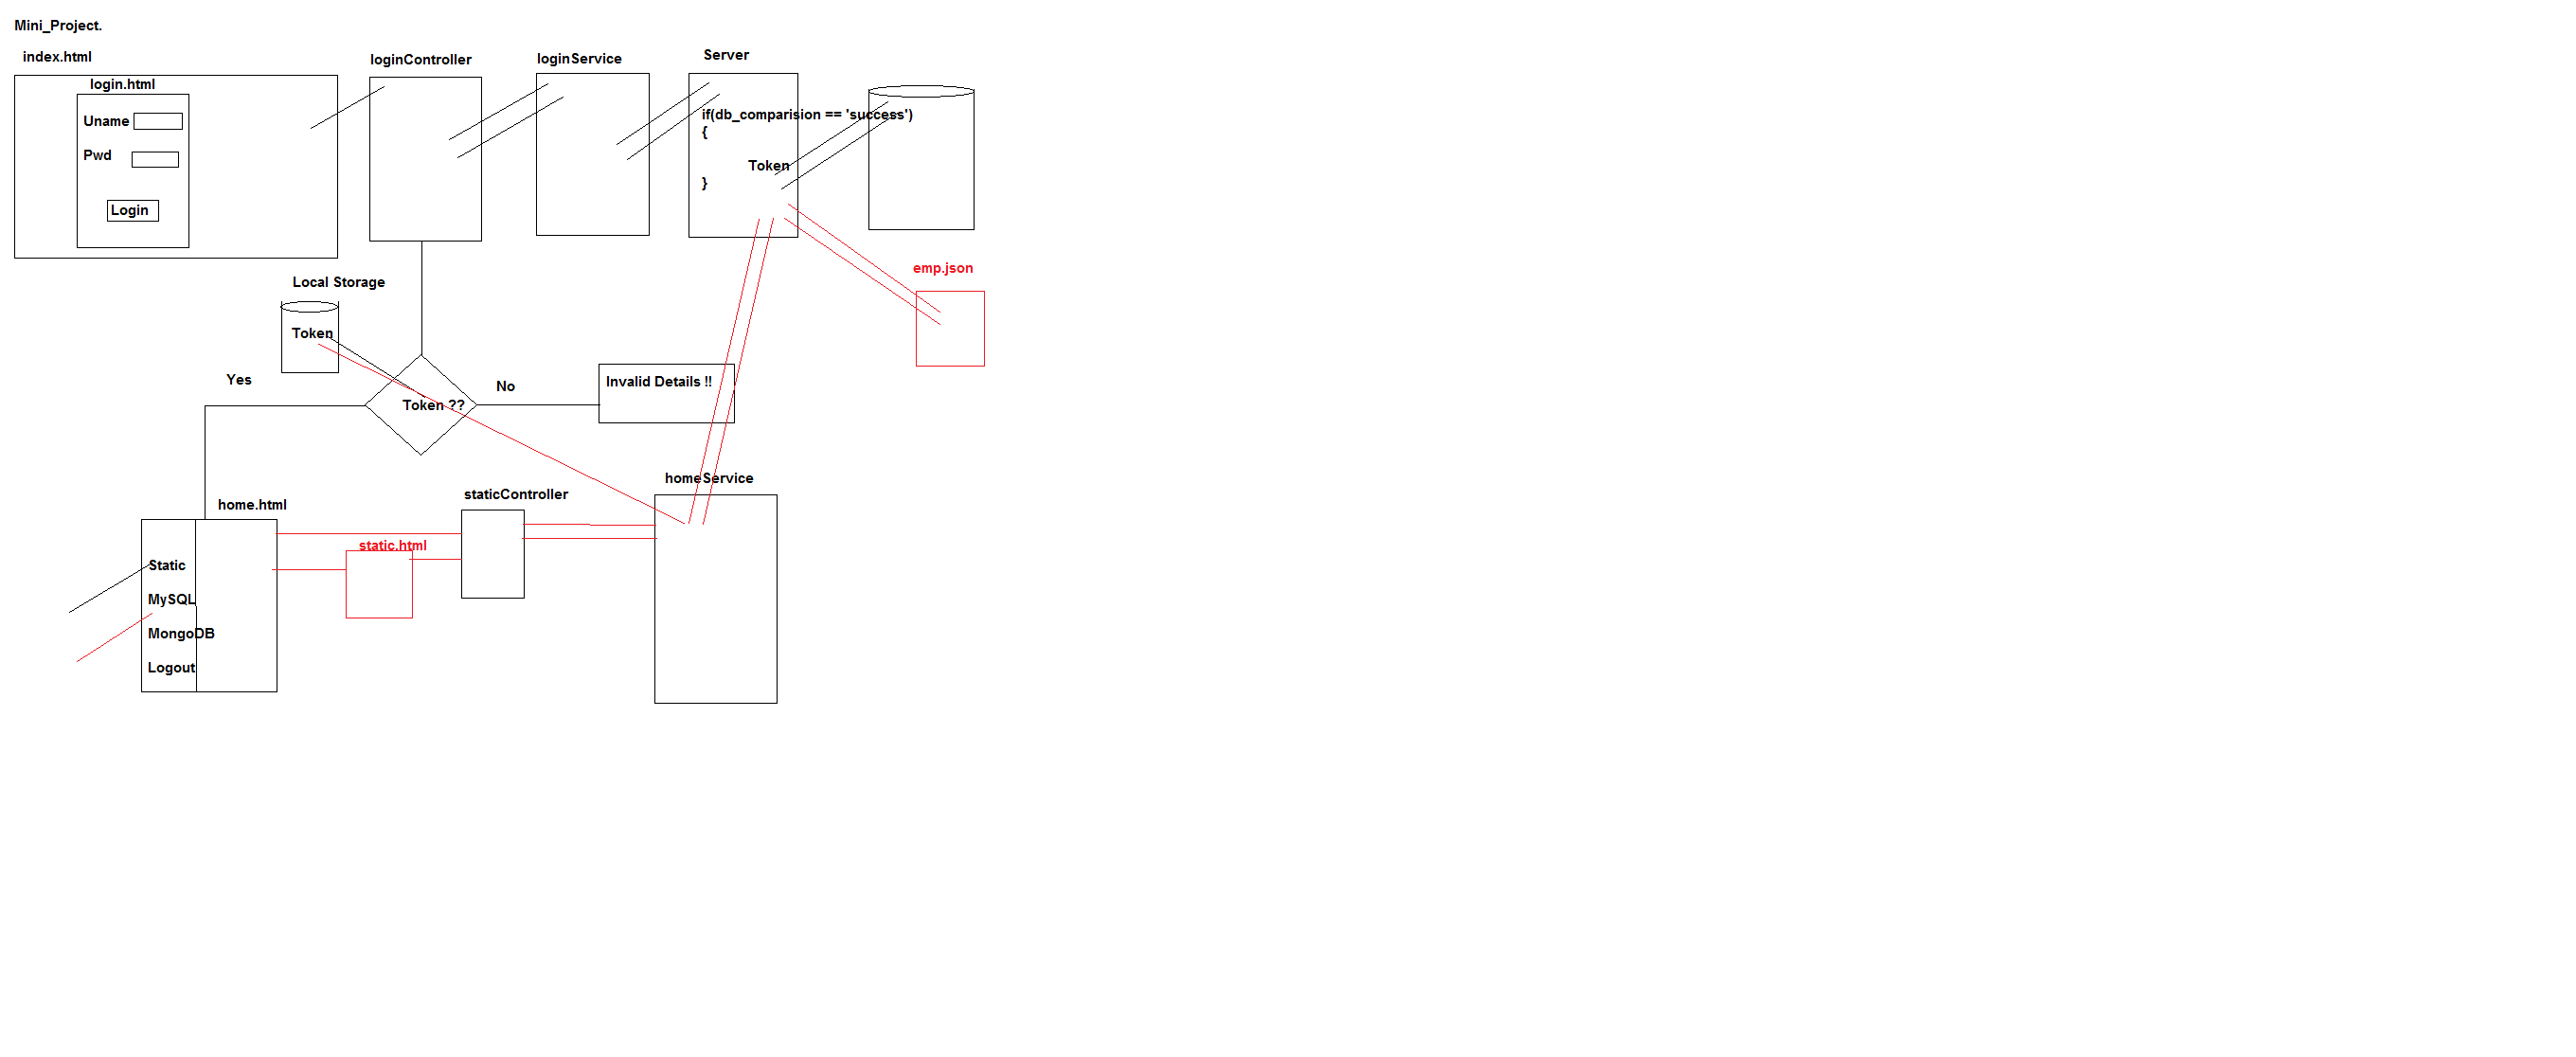 Mini_Project.
index.html
loginController
loginService
Server
login.html
Uname
Pwd
Login
if(db_comparision == 'success')
{
Token
}
emp.json
Local Storage
Token
Yes
No
Invalid Details !!
Token ??
homeService
staticController
home.html
static.html
Static
MySQL
MongoDB
Logout